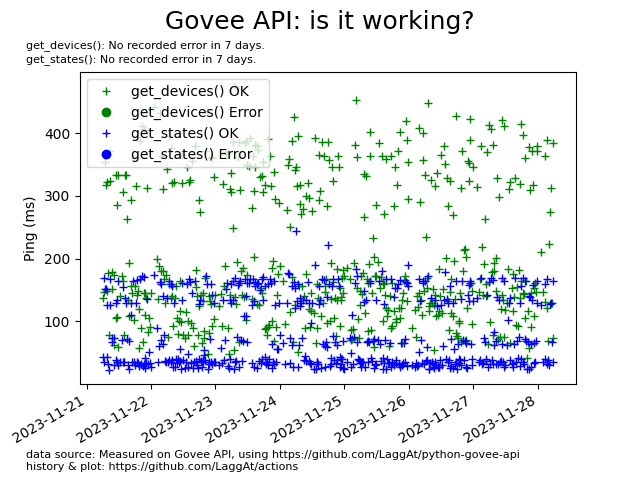 Govee API: is it working?
get_devices(): No recorded error in 7 days.
get_states(): No recorded error in 7 days.
get_devices() OK
get_devices() Error
get_states() OK
get_states() Error
400
300
200
100
Ping (ms)
2023-11-21
2023-11-22
2023-11-23
2023-11-24
2023-11-25
2023-11-26
2023-11-27
2023-11-28
data source: Measured on Govee API, using https://github.com/LaggAt/python-govee-api
history & plot: https://github.com/LaggAt/actions